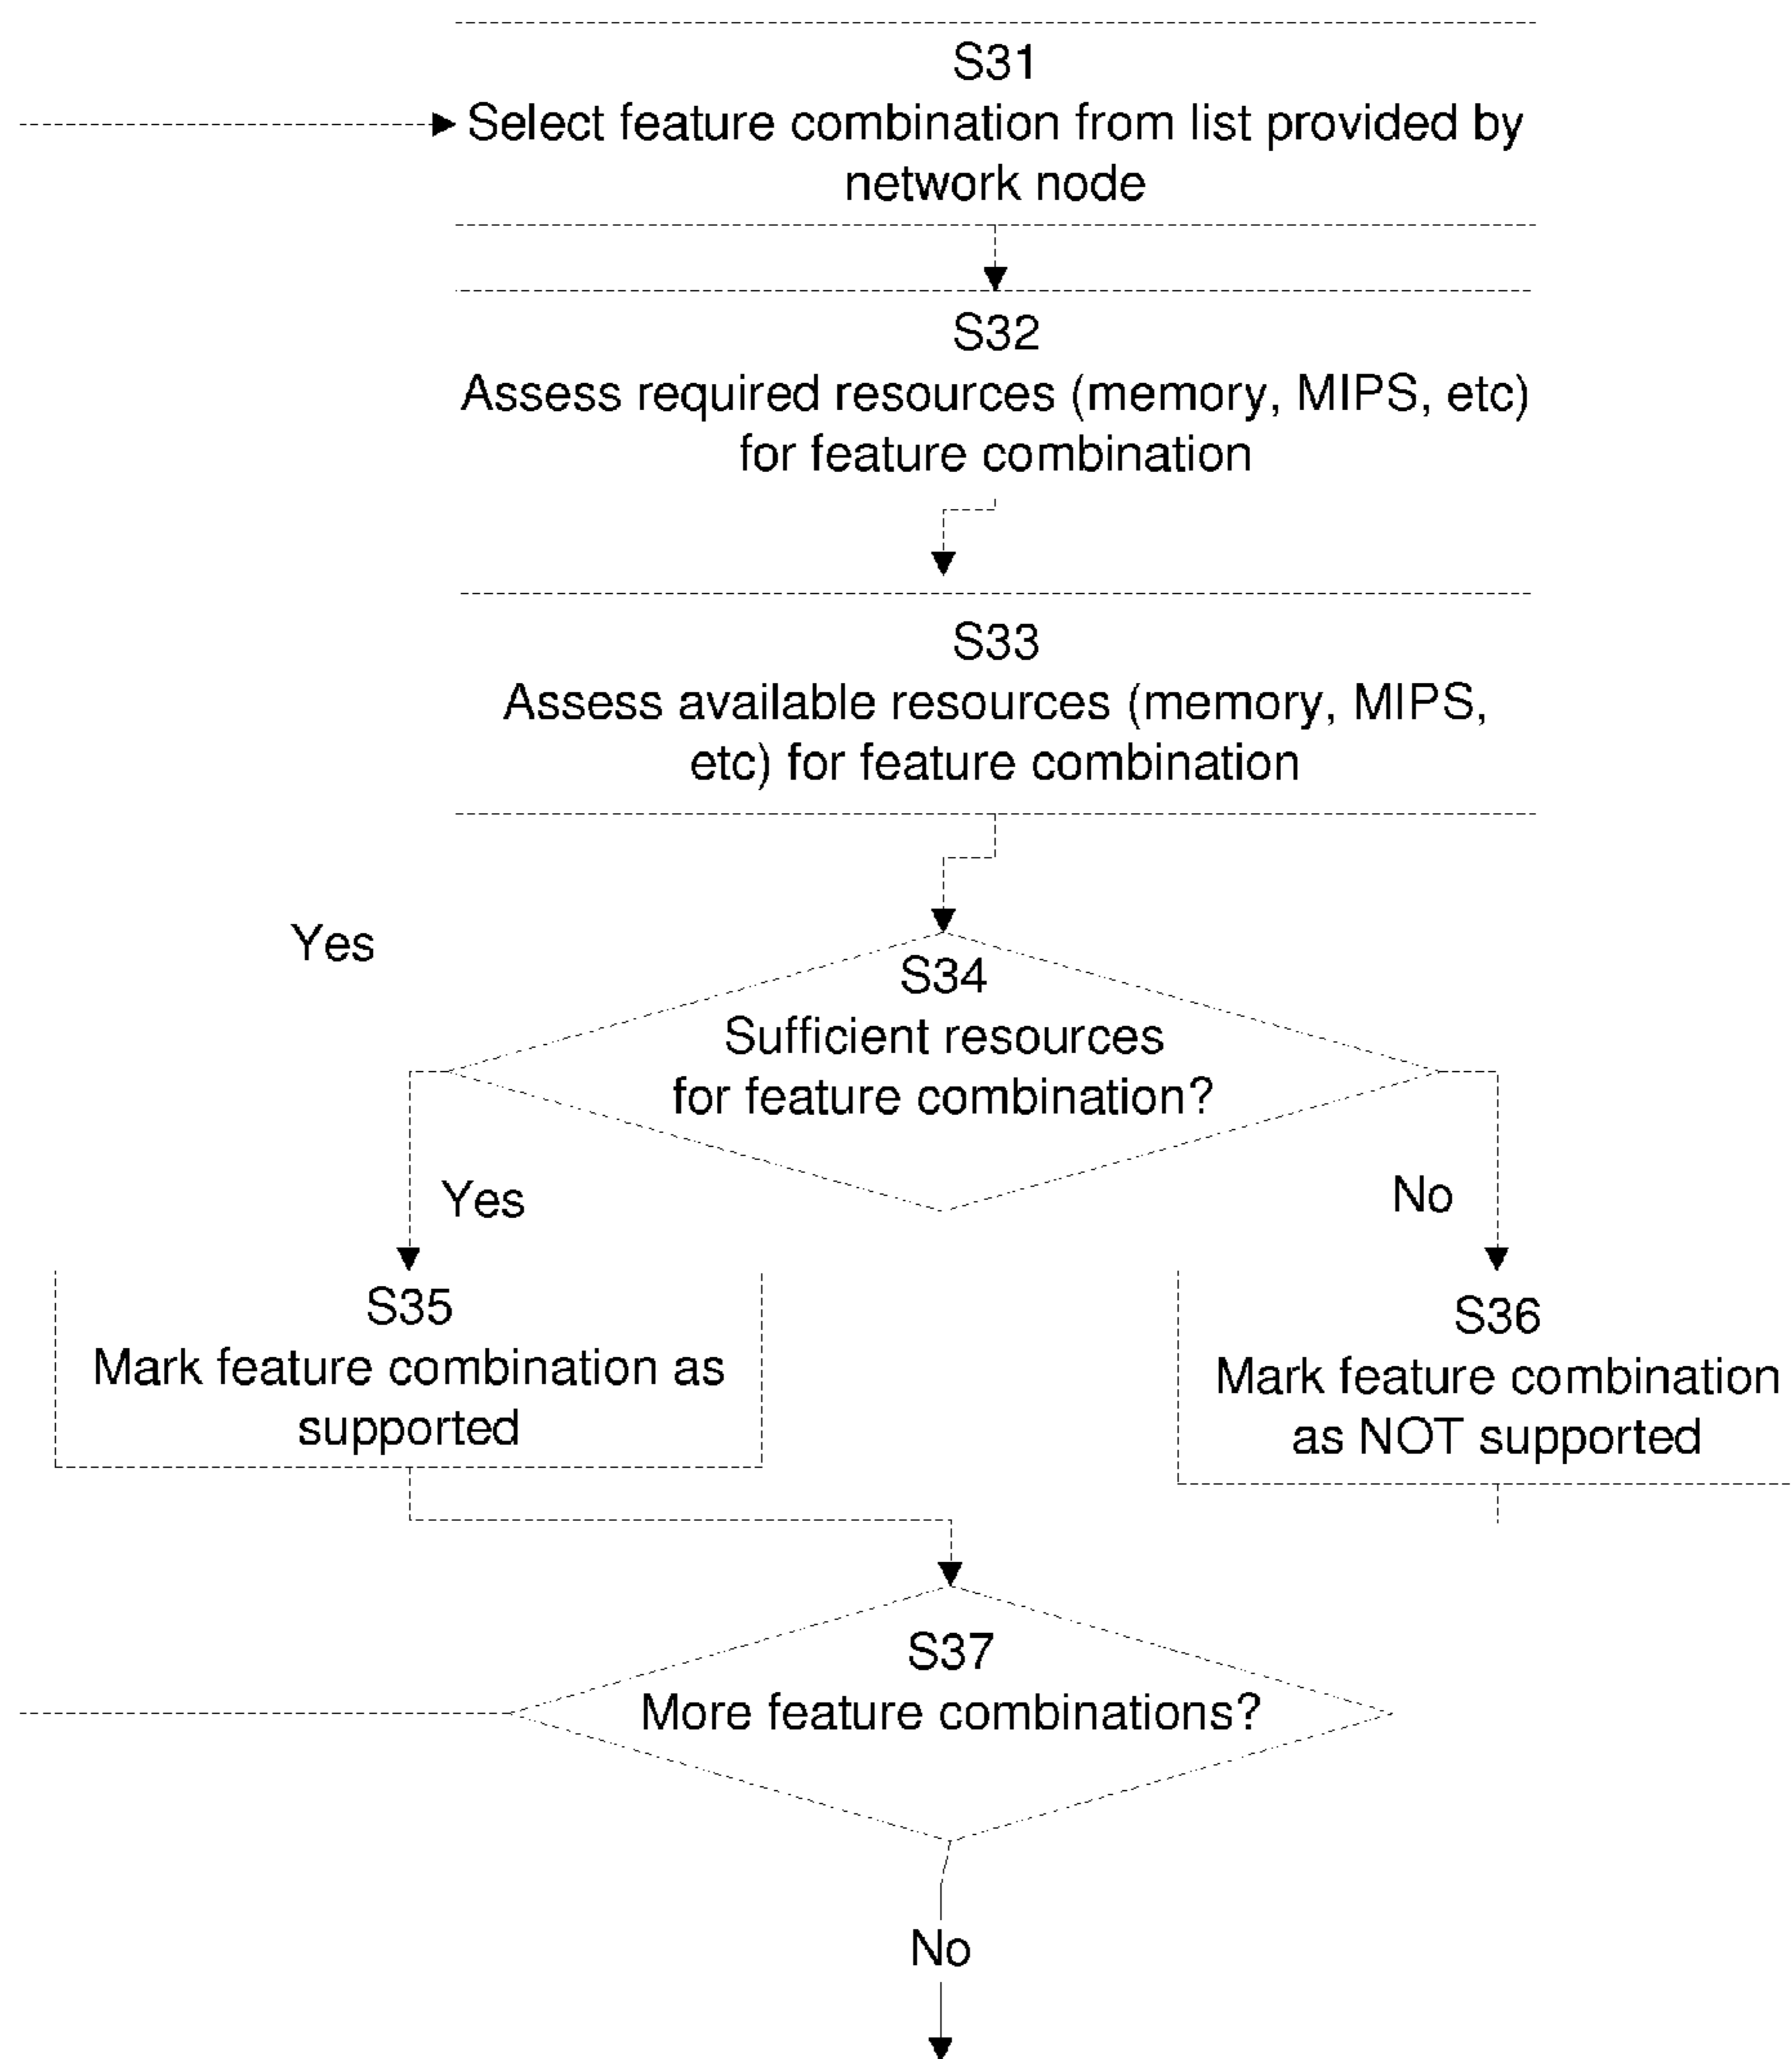 S31
Select feature combination from list provided by
network node
S32
Assess required resources (memory, MIPS, etc)
for feature combination
S33
Assess available resources (memory, MIPS,
etc) for feature combination
Yes
S34
Sufficient resources
for feature combination?
Yes
No
S35
Mark feature combination as
supported
S36
Mark feature combination
as NOT supported
S37
More feature combinations?
No